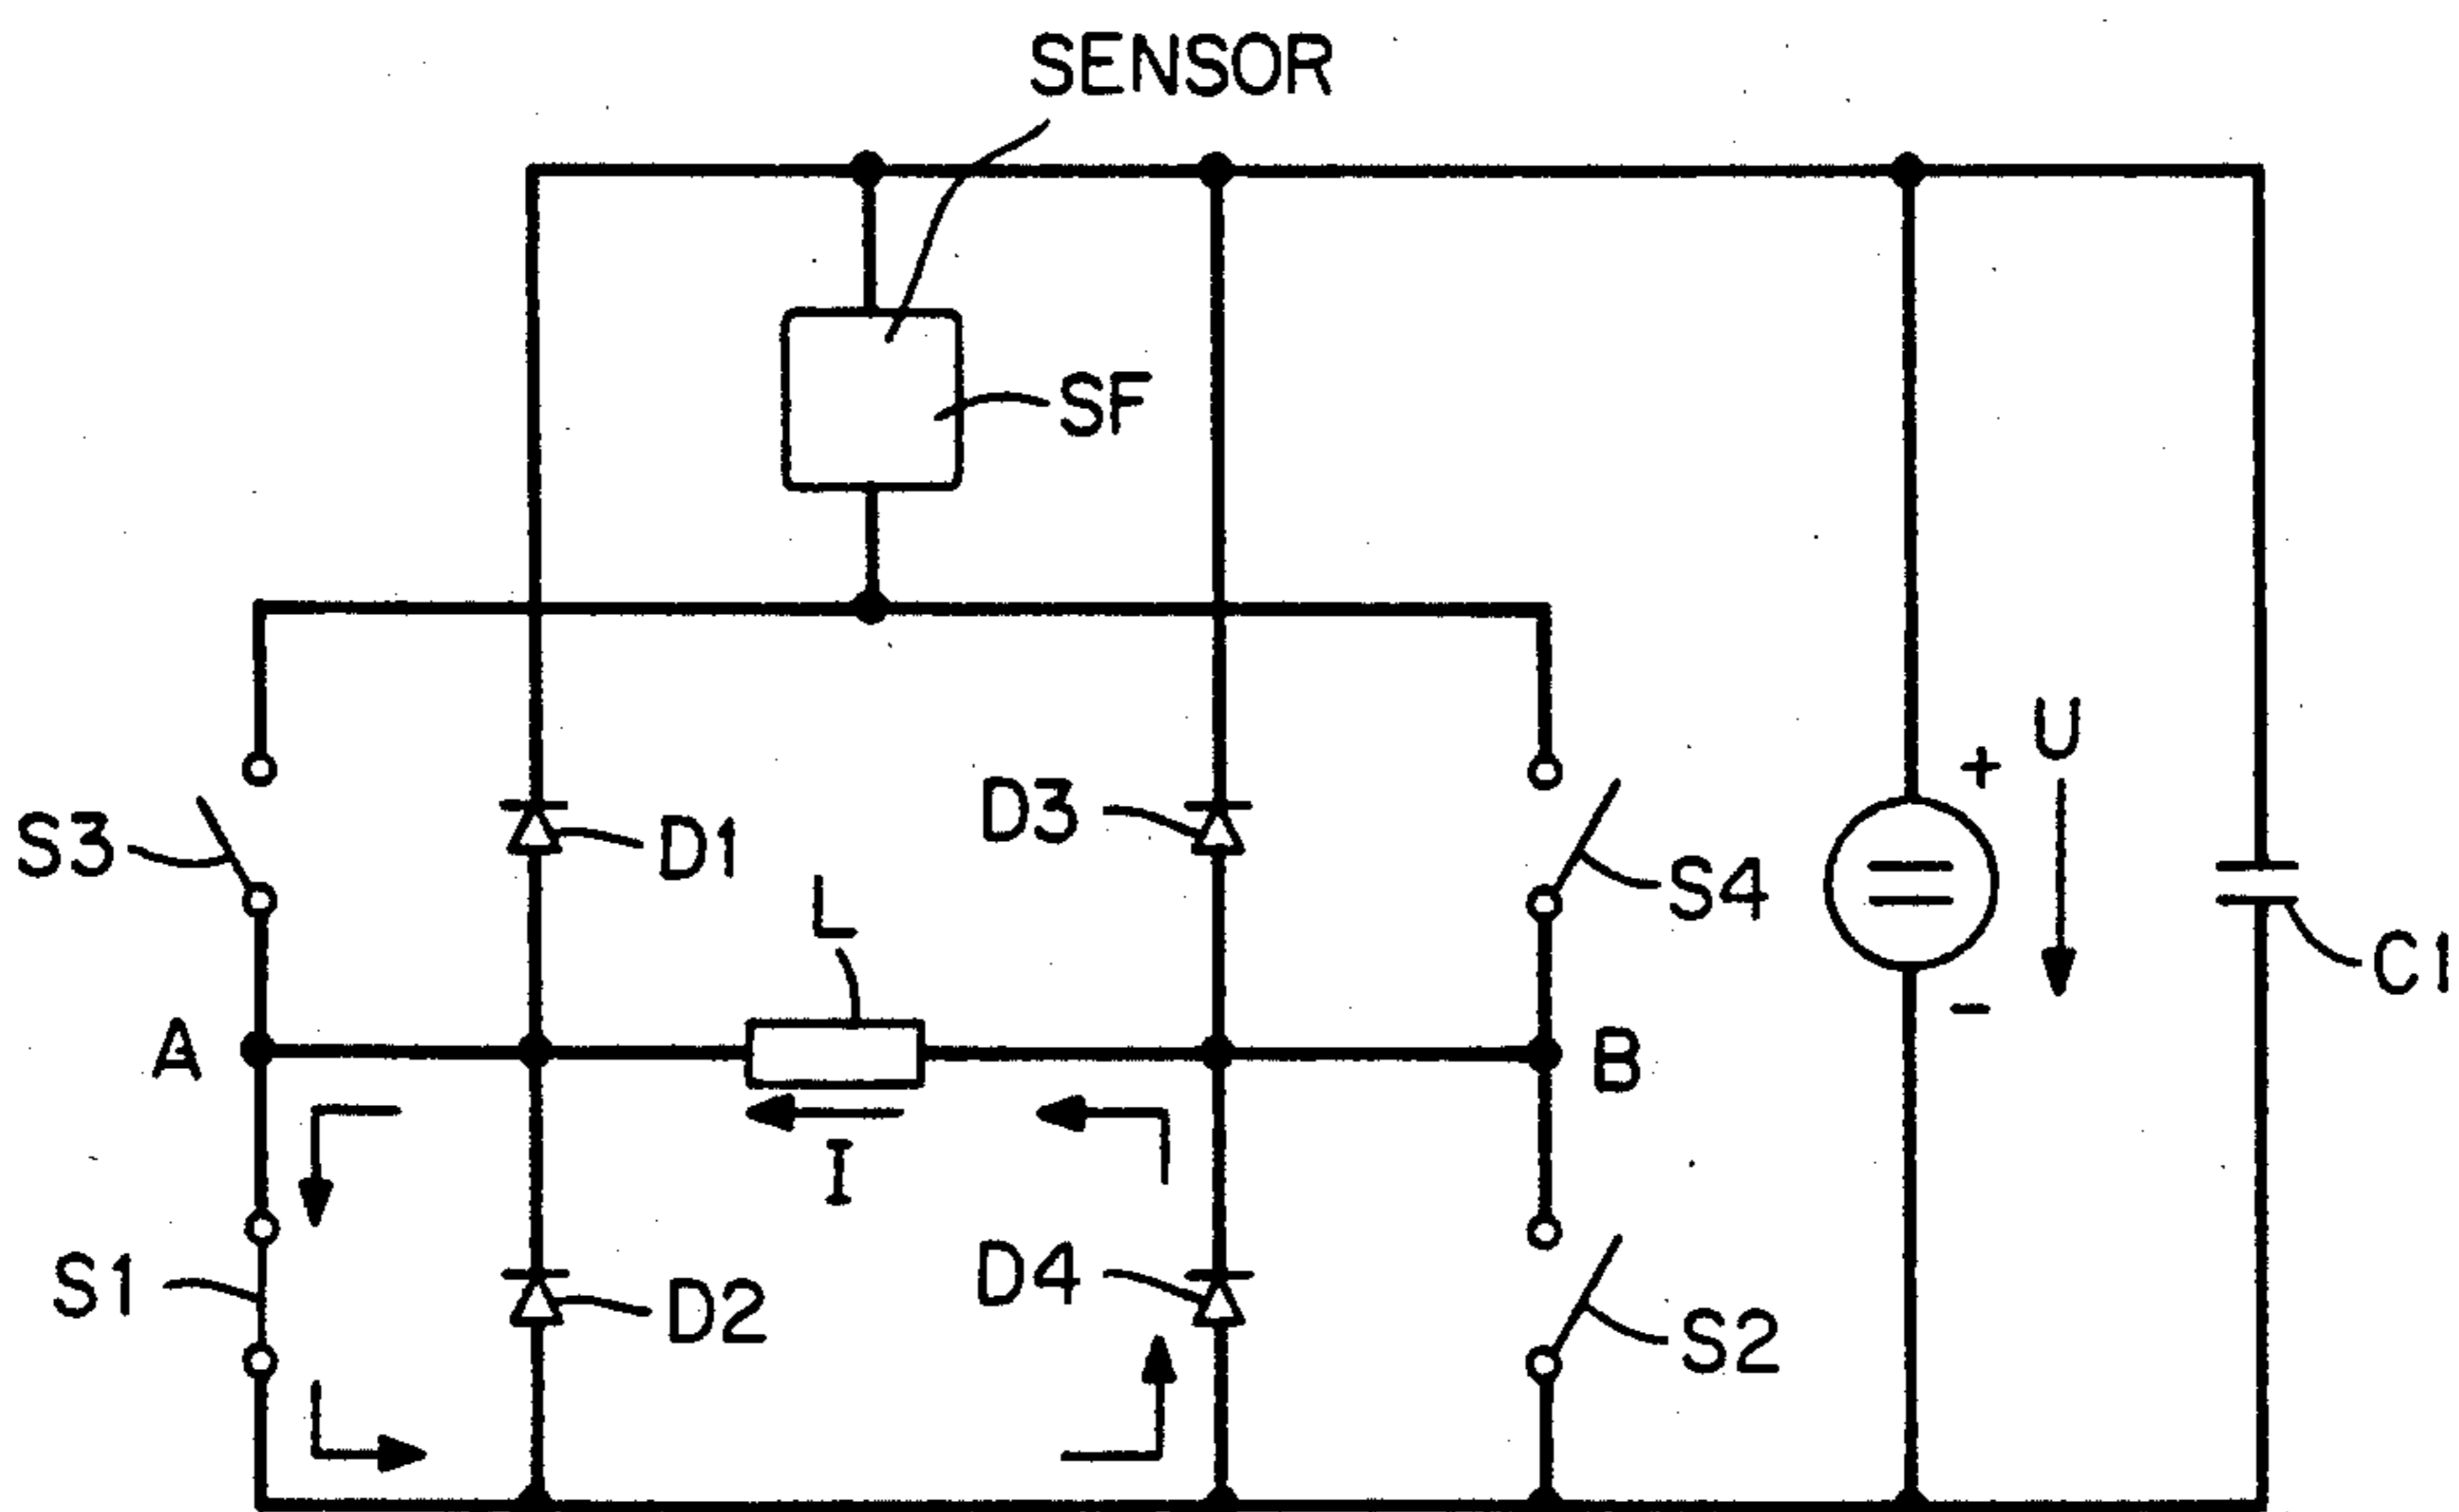 SENSOR
SF
U
+
S3
D1
D3
S4
L
C1
-
A
B
I
S1
D2
D4
S2